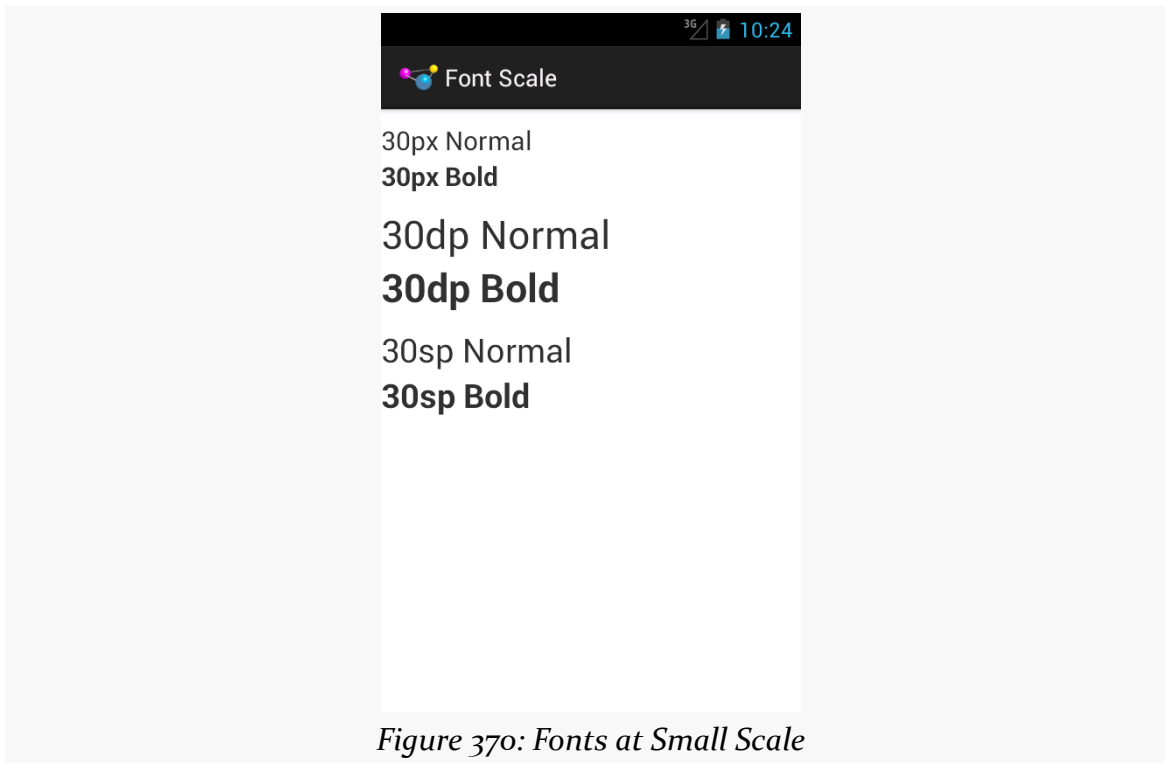 3G 10:24
Font Scale
30px Normal
30px Bold
30dp Normal
30dp Bold
30sp Normal
30sp Bold
Figure 370: Fonts at Small Scale